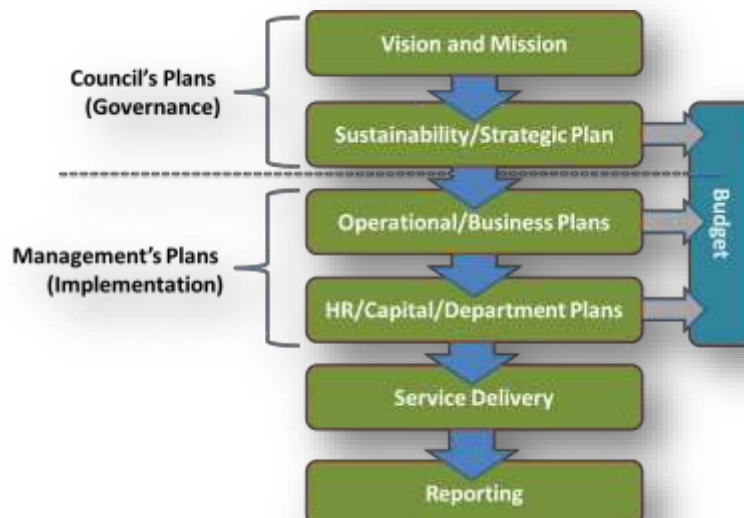 Vision and Mission
Council's Plans
(Governance)
Sustainability/Strategic Plan
Operational/Business Plans
Budget
Management's Plans
(Implementation)
HR/Capital/Department Plans
Service Delivery
Reporting